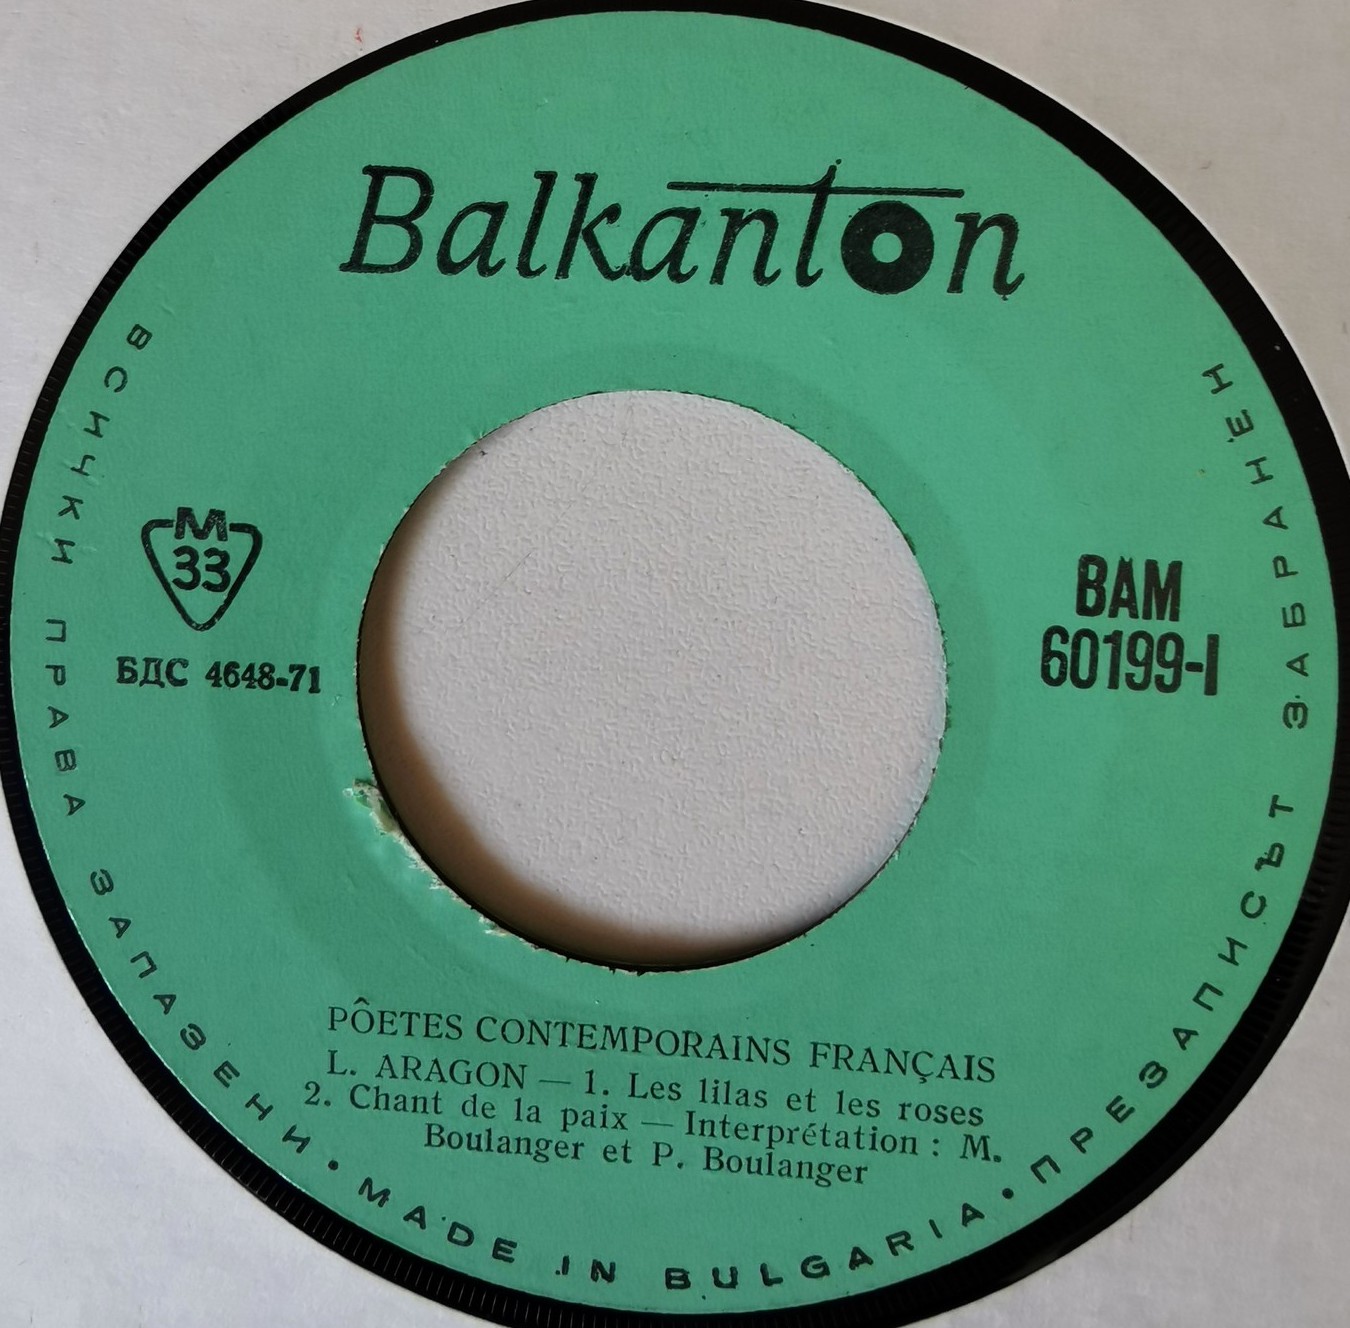 Balkanton
M
33
БДС 4648-71
BAM
60199-I
PÔETES CONTEMPORAINS FRANÇAIS
L. ARAGON — 1. Les lilas et les roses
2. Chant de la paix — Interprétation : M.
Boulanger et P. Boulanger
ВСИЧКИ ПРАВА ЗАПАЗЕНИ • MADE IN BULGARIA • ПРЕЗАПИСЪТ ЗАБРАНЕН